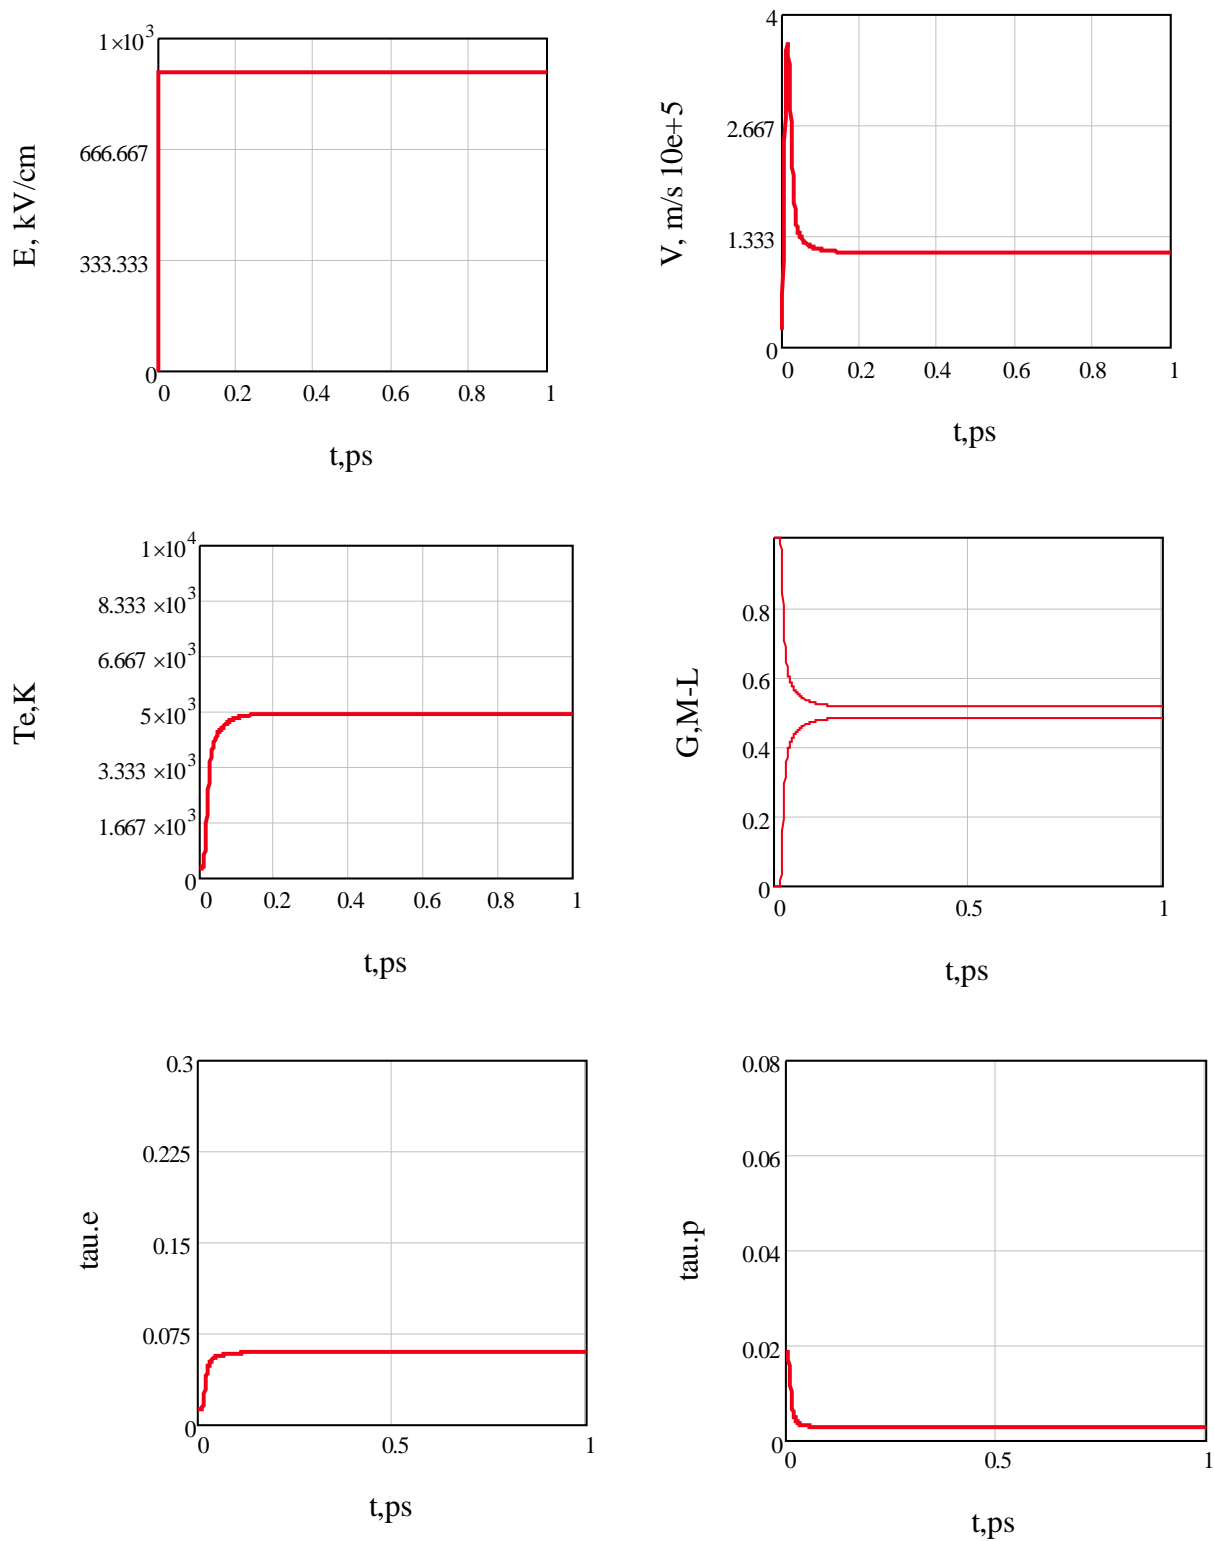 1×10³
666.667
333.333
0
0 0.2 0.4 0.6 0.8 1
E, kV/cm
t,ps
4
2.667
1.333
0
0 0.2 0.4 0.6 0.8 1
V, m/s 10e+5
t,ps
1×10⁴
8.333 ×10³
6.667 ×10³
5×10³
3.333 ×10³
1.667 ×10³
0
0 0.2 0.4 0.6 0.8 1
Te,K
t,ps
0.8
0.6
0.4
0.2
0
0 0.5 1
G,M-L
t,ps
0.3
0.225
0.15
0.075
0
0 0.5 1
tau.e
t,ps
0.08
0.06
0.04
0.02
0
0 0.5 1
tau.p
t,ps